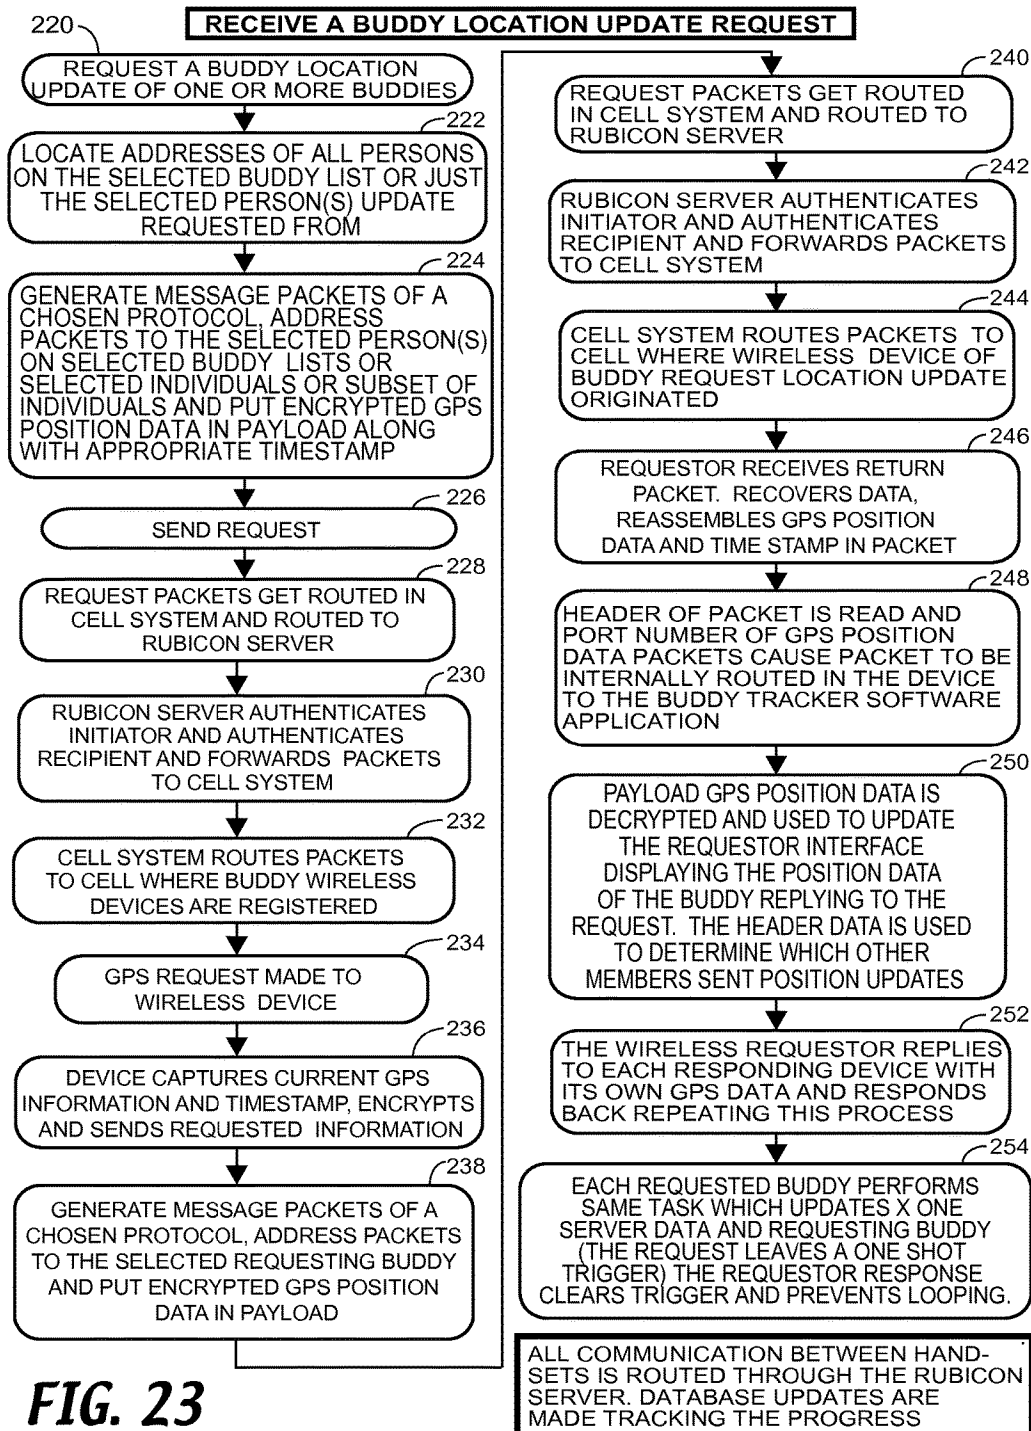 RECEIVE A BUDDY LOCATION UPDATE REQUEST
220
REQUEST A BUDDY LOCATION
UPDATE OF ONE OR MORE BUDDIES
222
LOCATE ADDRESSES OF ALL PERSONS
ON THE SELECTED BUDDY LIST OR JUST
THE SELECTED PERSON(S) UPDATE
REQUESTED FROM
224
GENERATE MESSAGE PACKETS OF A
CHOSEN PROTOCOL, ADDRESS
PACKETS TO THE SELECTED PERSON(S)
ON SELECTED BUDDY LISTS OR
SELECTED INDIVIDUALS OR SUBSET OF
INDIVIDUALS AND PUT ENCRYPTED GPS
POSITION DATA IN PAYLOAD ALONG
WITH APPROPRIATE TIMESTAMP
226
SEND REQUEST
228
REQUEST PACKETS GET ROUTED IN
CELL SYSTEM AND ROUTED TO
RUBICON SERVER
230
RUBICON SERVER AUTHENTICATES
INITIATOR AND AUTHENTICATES
RECIPIENT AND FORWARDS PACKETS
TO CELL SYSTEM
232
CELL SYSTEM ROUTES PACKETS
TO CELL WHERE BUDDY WIRELESS
DEVICES ARE REGISTERED
234
GPS REQUEST MADE TO
WIRELESS DEVICE
236
DEVICE CAPTURES CURRENT GPS
INFORMATION AND TIMESTAMP, ENCRYPTS
AND SENDS REQUESTED INFORMATION
238
GENERATE MESSAGE PACKETS OF A
CHOSEN PROTOCOL, ADDRESS PACKETS
TO THE SELECTED REQUESTING BUDDY
AND PUT ENCRYPTED GPS POSITION
DATA IN PAYLOAD
240
REQUEST PACKETS GET ROUTED
IN CELL SYSTEM AND ROUTED TO
RUBICON SERVER
242
RUBICON SERVER AUTHENTICATES
INITIATOR AND AUTHENTICATES
RECIPIENT AND FORWARDS PACKETS
TO CELL SYSTEM
244
CELL SYSTEM ROUTES PACKETS TO
CELL WHERE WIRELESS DEVICE OF
BUDDY REQUEST LOCATION UPDATE
ORIGINATED
246
REQUESTOR RECEIVES RETURN
PACKET. RECOVERS DATA,
REASSEMBLES GPS POSITION
DATA AND TIME STAMP IN PACKET
248
HEADER OF PACKET IS READ AND
PORT NUMBER OF GPS POSITION
DATA PACKETS CAUSE PACKET TO BE
INTERNALLY ROUTED IN THE DEVICE
TO THE BUDDY TRACKER SOFTWARE
APPLICATION
250
PAYLOAD GPS POSITION DATA IS
DECRYPTED AND USED TO UPDATE
THE REQUESTOR INTERFACE
DISPLAYING THE POSITION DATA
OF THE BUDDY REPLYING TO THE
REQUEST. THE HEADER DATA IS USED
TO DETERMINE WHICH OTHER
MEMBERS SENT POSITION UPDATES
252
THE WIRELESS REQUESTOR REPLIES
TO EACH RESPONDING DEVICE WITH
ITS OWN GPS DATA AND RESPONDS
BACK REPEATING THIS PROCESS
254
EACH REQUESTED BUDDY PERFORMS
SAME TASK WHICH UPDATES X ONE
SERVER DATA AND REQUESTING BUDDY
(THE REQUEST LEAVES A ONE SHOT
TRIGGER) THE REQUESTOR RESPONSE
CLEARS TRIGGER AND PREVENTS LOOPING.
ALL COMMUNICATION BETWEEN HAND-
SETS IS ROUTED THROUGH THE RUBICON
SERVER. DATABASE UPDATES ARE
MADE TRACKING THE PROGRESS
FIG. 23